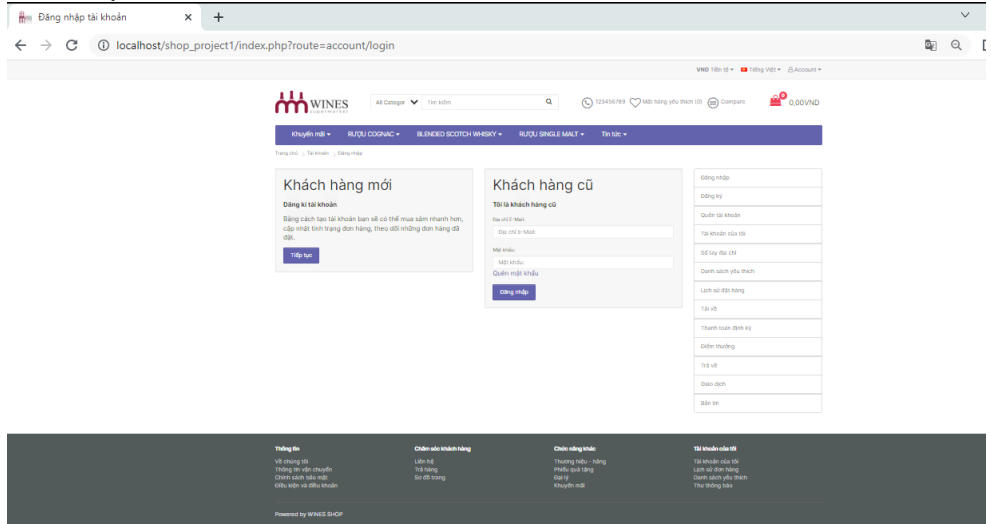 Đăng nhập tài khoản
localhost/shop_project1/index.php?route=account/login
VND Tiền tệ Tiếng Việt Account
WINES
supermarket
All Categor Tìm kiếm 123456789 Mặt hàng yêu thích (0) Compare 0 0,00VND
Khuyến mãi RƯỢU COGNAC BLENDED SCOTCH WHISKY RƯỢU SINGLE MALT Tin tức
Trang chủ Tài khoản Đăng nhập
Khách hàng mới
Đăng kí tài khoản
Bằng cách tạo tài khoản bạn sẽ có thể mua sắm nhanh hơn,
cập nhật tình trạng đơn hàng, theo dõi những đơn hàng đã
đặt.
Tiếp tục
Khách hàng cũ
Tôi là khách hàng cũ
Địa chỉ E-Mail:
Địa chỉ E-Mail:
Mật khẩu:
Mật khẩu:
Quên mật khẩu
Đăng nhập
Đăng nhập
Đăng ký
Quên tài khoản
Tài khoản của tôi
Sổ tay địa chỉ
Danh sách yêu thích
Lịch sử đặt hàng
Tải về
Thanh toán định kỳ
Điểm thưởng
Trả về
Giao dịch
Bản tin
Thông tin
Về chúng tôi
Thông tin vận chuyển
Chính sách bảo mật
Điều kiện và điều khoản
Chăm sóc khách hàng
Liên hệ
Trả hàng
Sơ đồ trang
Chức năng khác
Thương hiệu - hãng
Phiếu quà tặng
Đại lý
Khuyến mãi
Tài khoản của tôi
Tài khoản của tôi
Lịch sử đơn hàng
Danh sách yêu thích
Thư thông báo
Powered by WINES SHOP